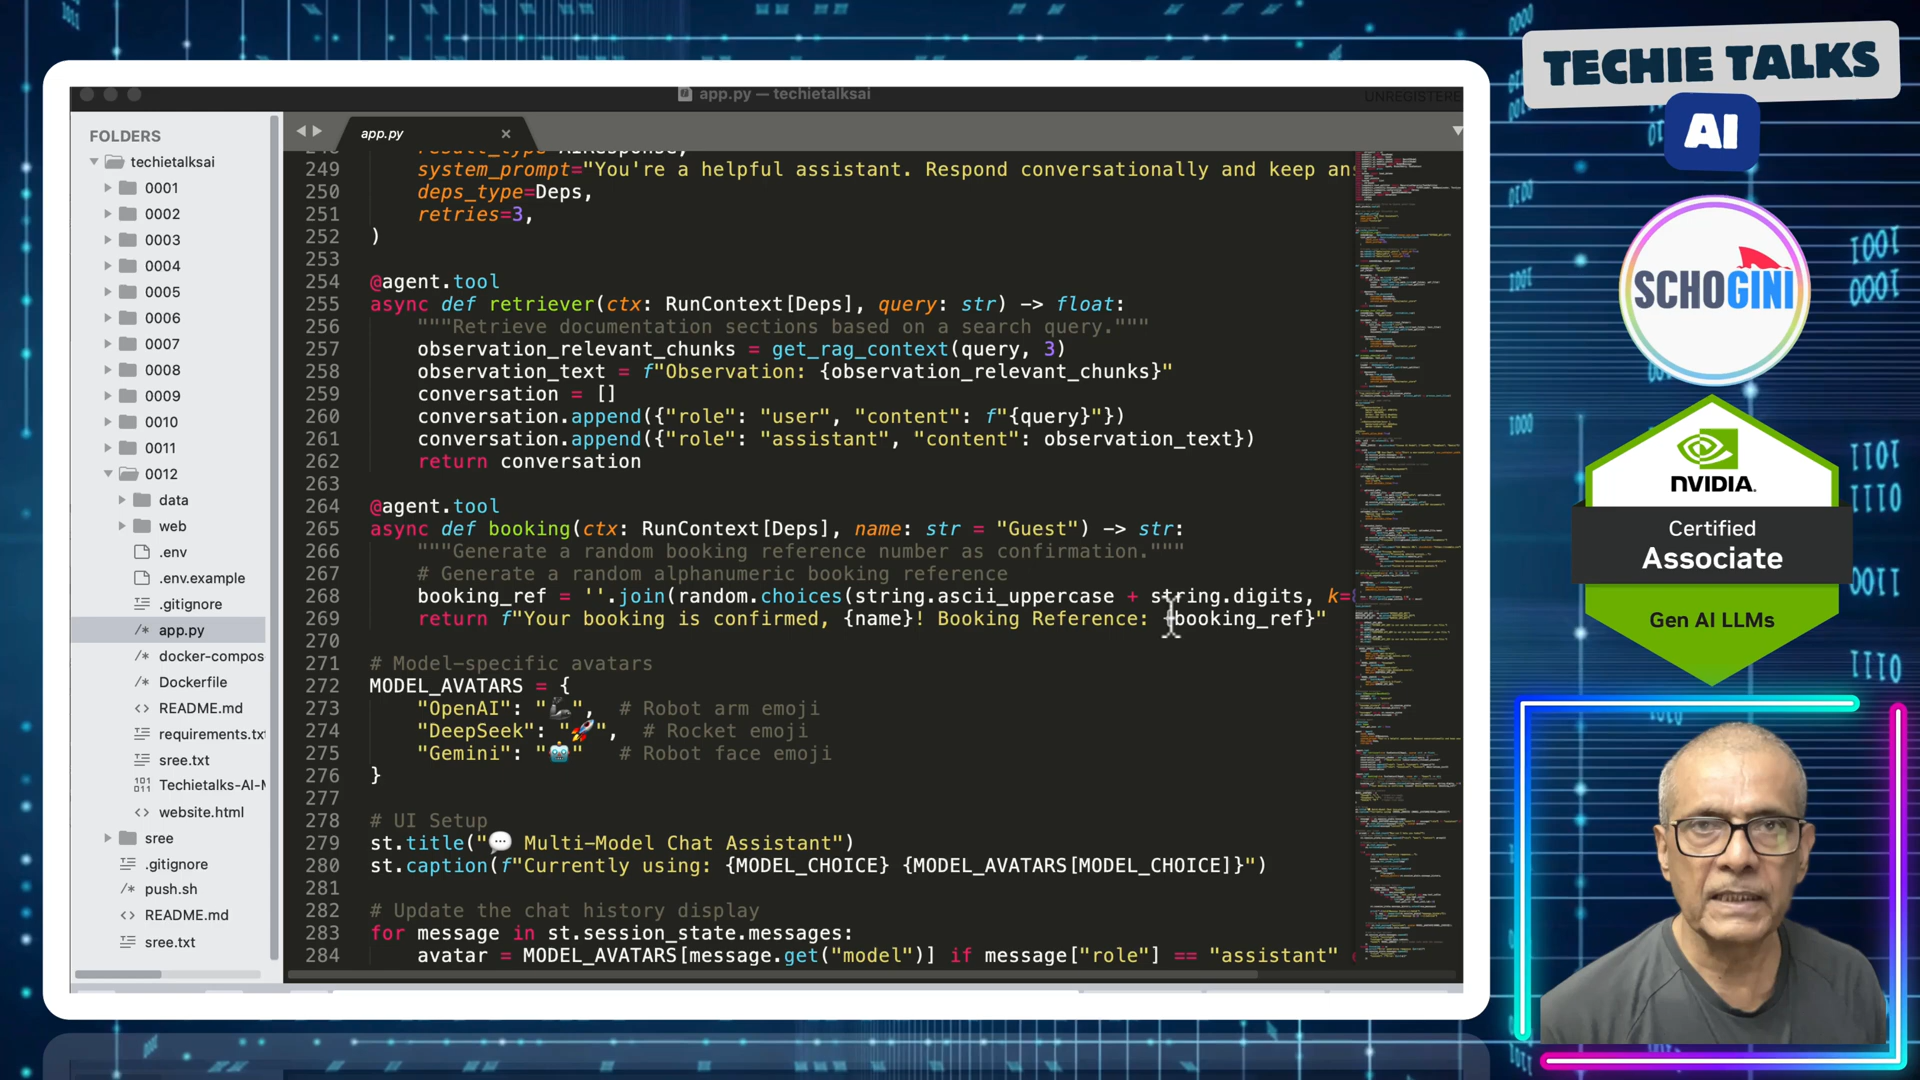 TECHIE TALKS
AI
SCHOGINI
NVIDIA.
Certified
Associate
Gen AI LLMs
app.py — techietalksai
UNREGISTERE
FOLDERS
techietalksai
0001
0002
0003
0004
0005
0006
0007
0008
0009
0010
0011
0012
data
web
.env
.env.example
.gitignore
app.py
docker-compos
Dockerfile
README.md
requirements.tx
sree.txt
Techietalks-AI-M
website.html
sree
.gitignore
push.sh
README.md
sree.txt
app.py
249 system_prompt="You're a helpful assistant. Respond conversationally and keep an
250 deps_type=Deps,
251 retries=3,
252 )
253
254 @agent.tool
255 async def retriever(ctx: RunContext[Deps], query: str) -> float:
256 """Retrieve documentation sections based on a search query."""
257 observation_relevant_chunks = get_rag_context(query, 3)
258 observation_text = f"Observation: {observation_relevant_chunks}"
259 conversation = []
260 conversation.append({"role": "user", "content": f"{query}"})
261 conversation.append({"role": "assistant", "content": observation_text})
262 return conversation
263
264 @agent.tool
265 async def booking(ctx: RunContext[Deps], name: str = "Guest") -> str:
266 """Generate a random booking reference number as confirmation."""
267 # Generate a random alphanumeric booking reference
268 booking_ref = ''.join(random.choices(string.ascii_uppercase + string.digits, k=
269 return f"Your booking is confirmed, {name}! Booking Reference: {booking_ref}"
270
271 # Model-specific avatars
272 MODEL_AVATARS = {
273 "OpenAI": "🦾", # Robot arm emoji
274 "DeepSeek": "🚀", # Rocket emoji
275 "Gemini": "🤖" # Robot face emoji
276 }
277
278 # UI Setup
279 st.title("💬 Multi-Model Chat Assistant")
280 st.caption(f"Currently using: {MODEL_CHOICE} {MODEL_AVATARS[MODEL_CHOICE]}")
281
282 # Update the chat history display
283 for message in st.session_state.messages:
284 avatar = MODEL_AVATARS[message.get("model")] if message["role"] == "assistant"